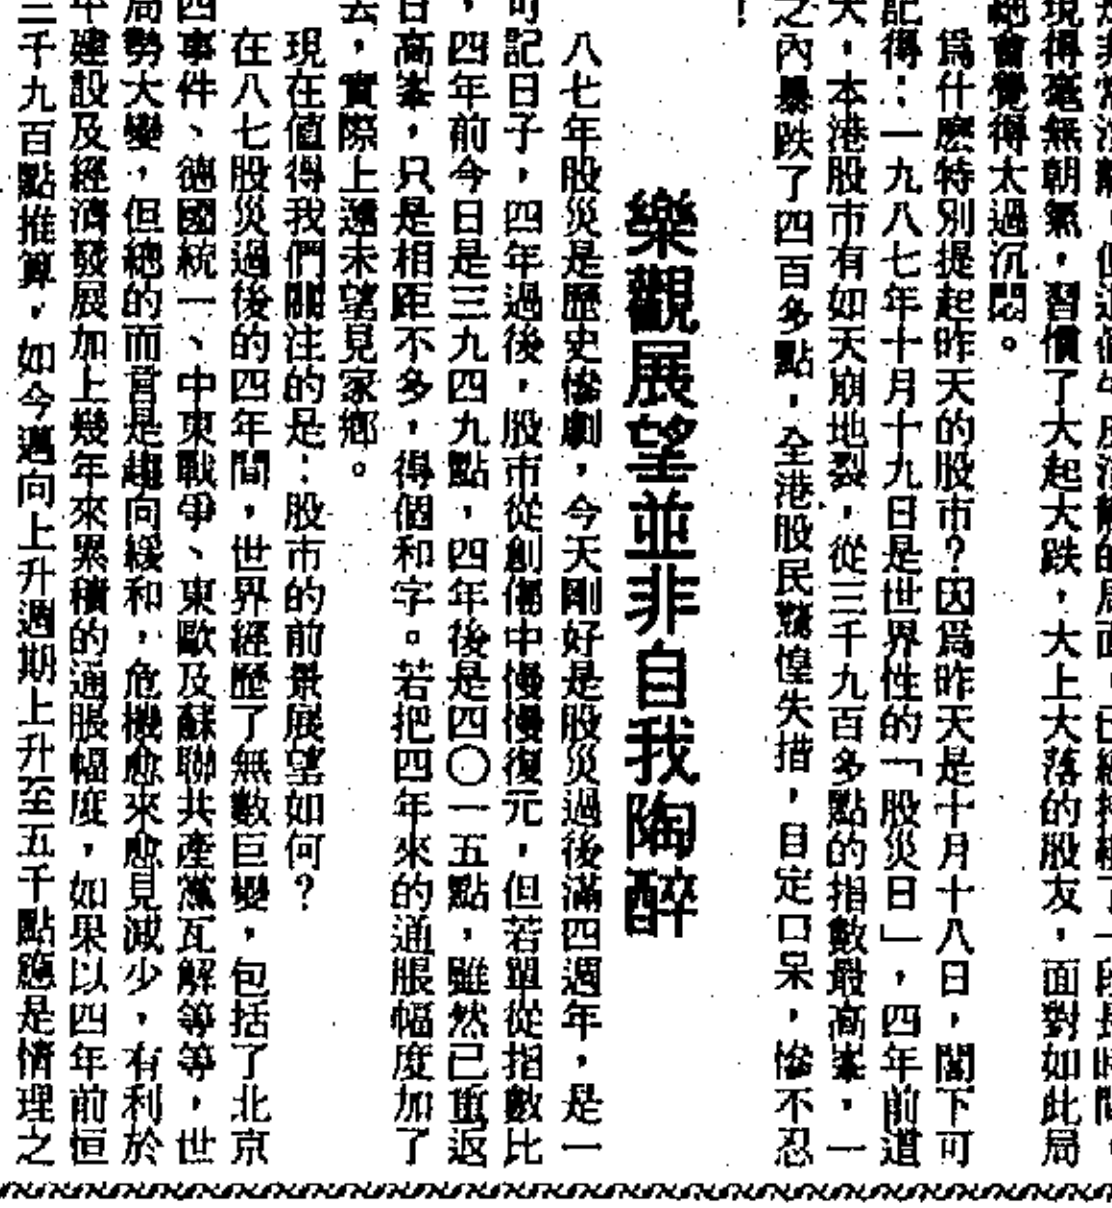 現得毫無朝氣，習慣了大起大跌，大上大落的股友，面對如此局
總會覺得太過沉悶。
爲什麽特別提起昨天的股市？因爲昨天是十月十八日，閣下可
記得：一九八七年十月十九日是世界性的「股災日」，四年前道
大，本港股市有如天崩地裂，從三千九百多點的指數最高峯，一
之內暴跌了四百多點，全港股民驚惶失措，目定口呆，慘不忍
！
樂觀展望並非自我陶醉
八七年股災是歷史慘劇，今天剛好是股災過後滿四週年，是一
可記日子，四年過後，股市從創傷中慢慢復元，但若單從指數比
，四年前今日是三九四九點，四年後是四〇一五點，雖然已重返
日高峯，只是相距不多，得個和字。若把四年來的通脹幅度加了
去，實際上還未望見家鄉。
現在值得我們關注的是：股市的前景展望如何？
在八七股災過後的四年間，世界經歷了無數巨變，包括了北京
四事件、德國統一、中東戰爭、東歐及蘇聯共產黨瓦解等等，世
局勢大變，但總的而言是趨向緩和，危機愈來愈見減少，有利於
平建設及經濟發展加上幾年來累積的通脹幅度，如果以四年前恒
三千九百點推算，如今邁向上升週期上升至五千點應是情理之